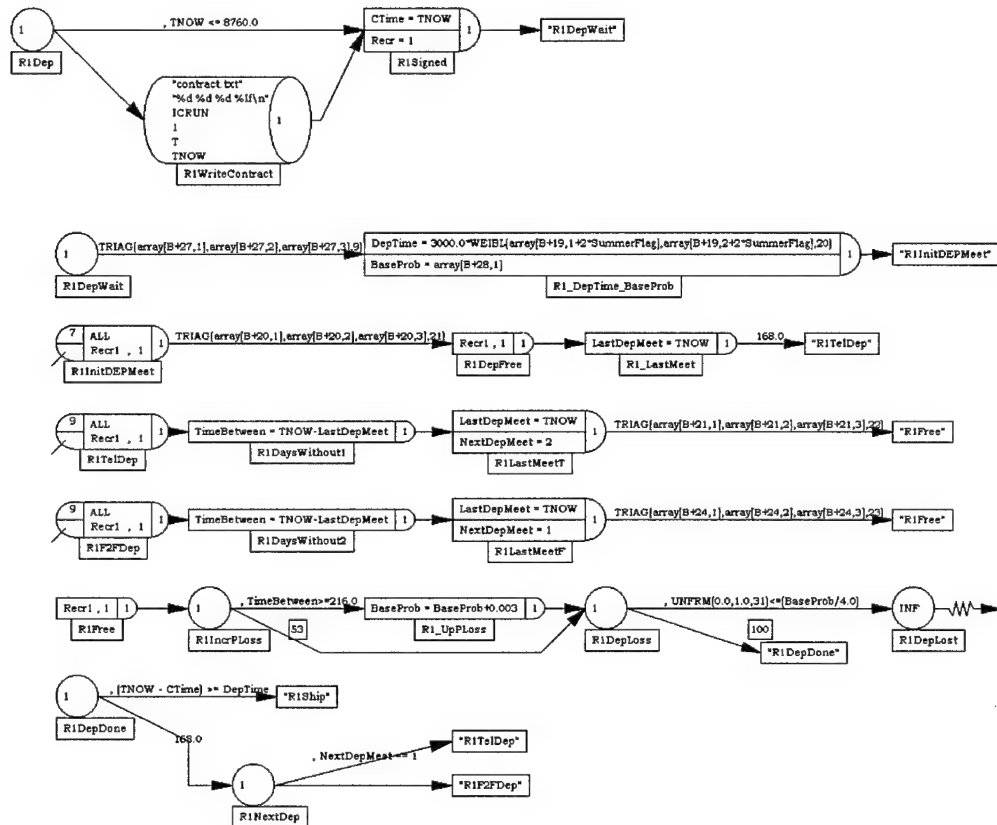 , TNOW <= 8760.0
1
R1Dep
CTime = TNOW
Recr = 1
1
R1Signed
"R1DepWait"
"contract.txt"
"%d %d %d %lf\n"
ICRUN
1
T
TNOW
1
R1WriteContract
1
R1DepWait
TRIAG(array[B+27,1],array[B+27,2],array[B+27,3],9)
DepTime = 3000.0*WEIBL(array[B+19,1+2*SummerFlag],array[B+19,2+2*SummerFlag],20)
BaseProb = array[B+28,1]
1
R1_DepTime_BaseProb
"R1InitDEPMeet"
7
ALL
Recr1 , 1
1
R1InitDEPMeet
TRIAG(array[B+20,1],array[B+20,2],array[B+20,3],21)
Recr1 , 1
1
R1DepFree
LastDepMeet = TNOW
1
R1_LastMeet
168.0
"R1TelDep"
9
ALL
Recr1 , 1
1
R1TelDep
TimeBetween = TNOW-LastDepMeet
1
R1DaysWithout1
LastDepMeet = TNOW
NextDepMeet = 2
1
R1LastMeetT
TRIAG(array[B+21,1],array[B+21,2],array[B+21,3],22)
"R1Free"
9
ALL
Recr1 , 1
1
R1F2FDep
TimeBetween = TNOW-LastDepMeet
1
R1DaysWithout2
LastDepMeet = TNOW
NextDepMeet = 1
1
R1LastMeetF
TRIAG(array[B+24,1],array[B+24,2],array[B+24,3],23)
"R1Free"
Recr1 , 1
1
R1Free
1
R1IncrPLoss
, TimeBetween>=216.0
53
BaseProb = BaseProb+0.003
1
R1_UpPLoss
1
R1DepLoss
, UNFRM(0.0,1.0,31)<=(BaseProb/4.0)
100
"R1DepDone"
INF
R1DepLost
1
R1DepDone
, (TNOW - CTime) >= DepTime
"R1Ship"
168.0
1
R1NextDep
, NextDepMeet == 1
"R1TelDep"
"R1F2FDep"